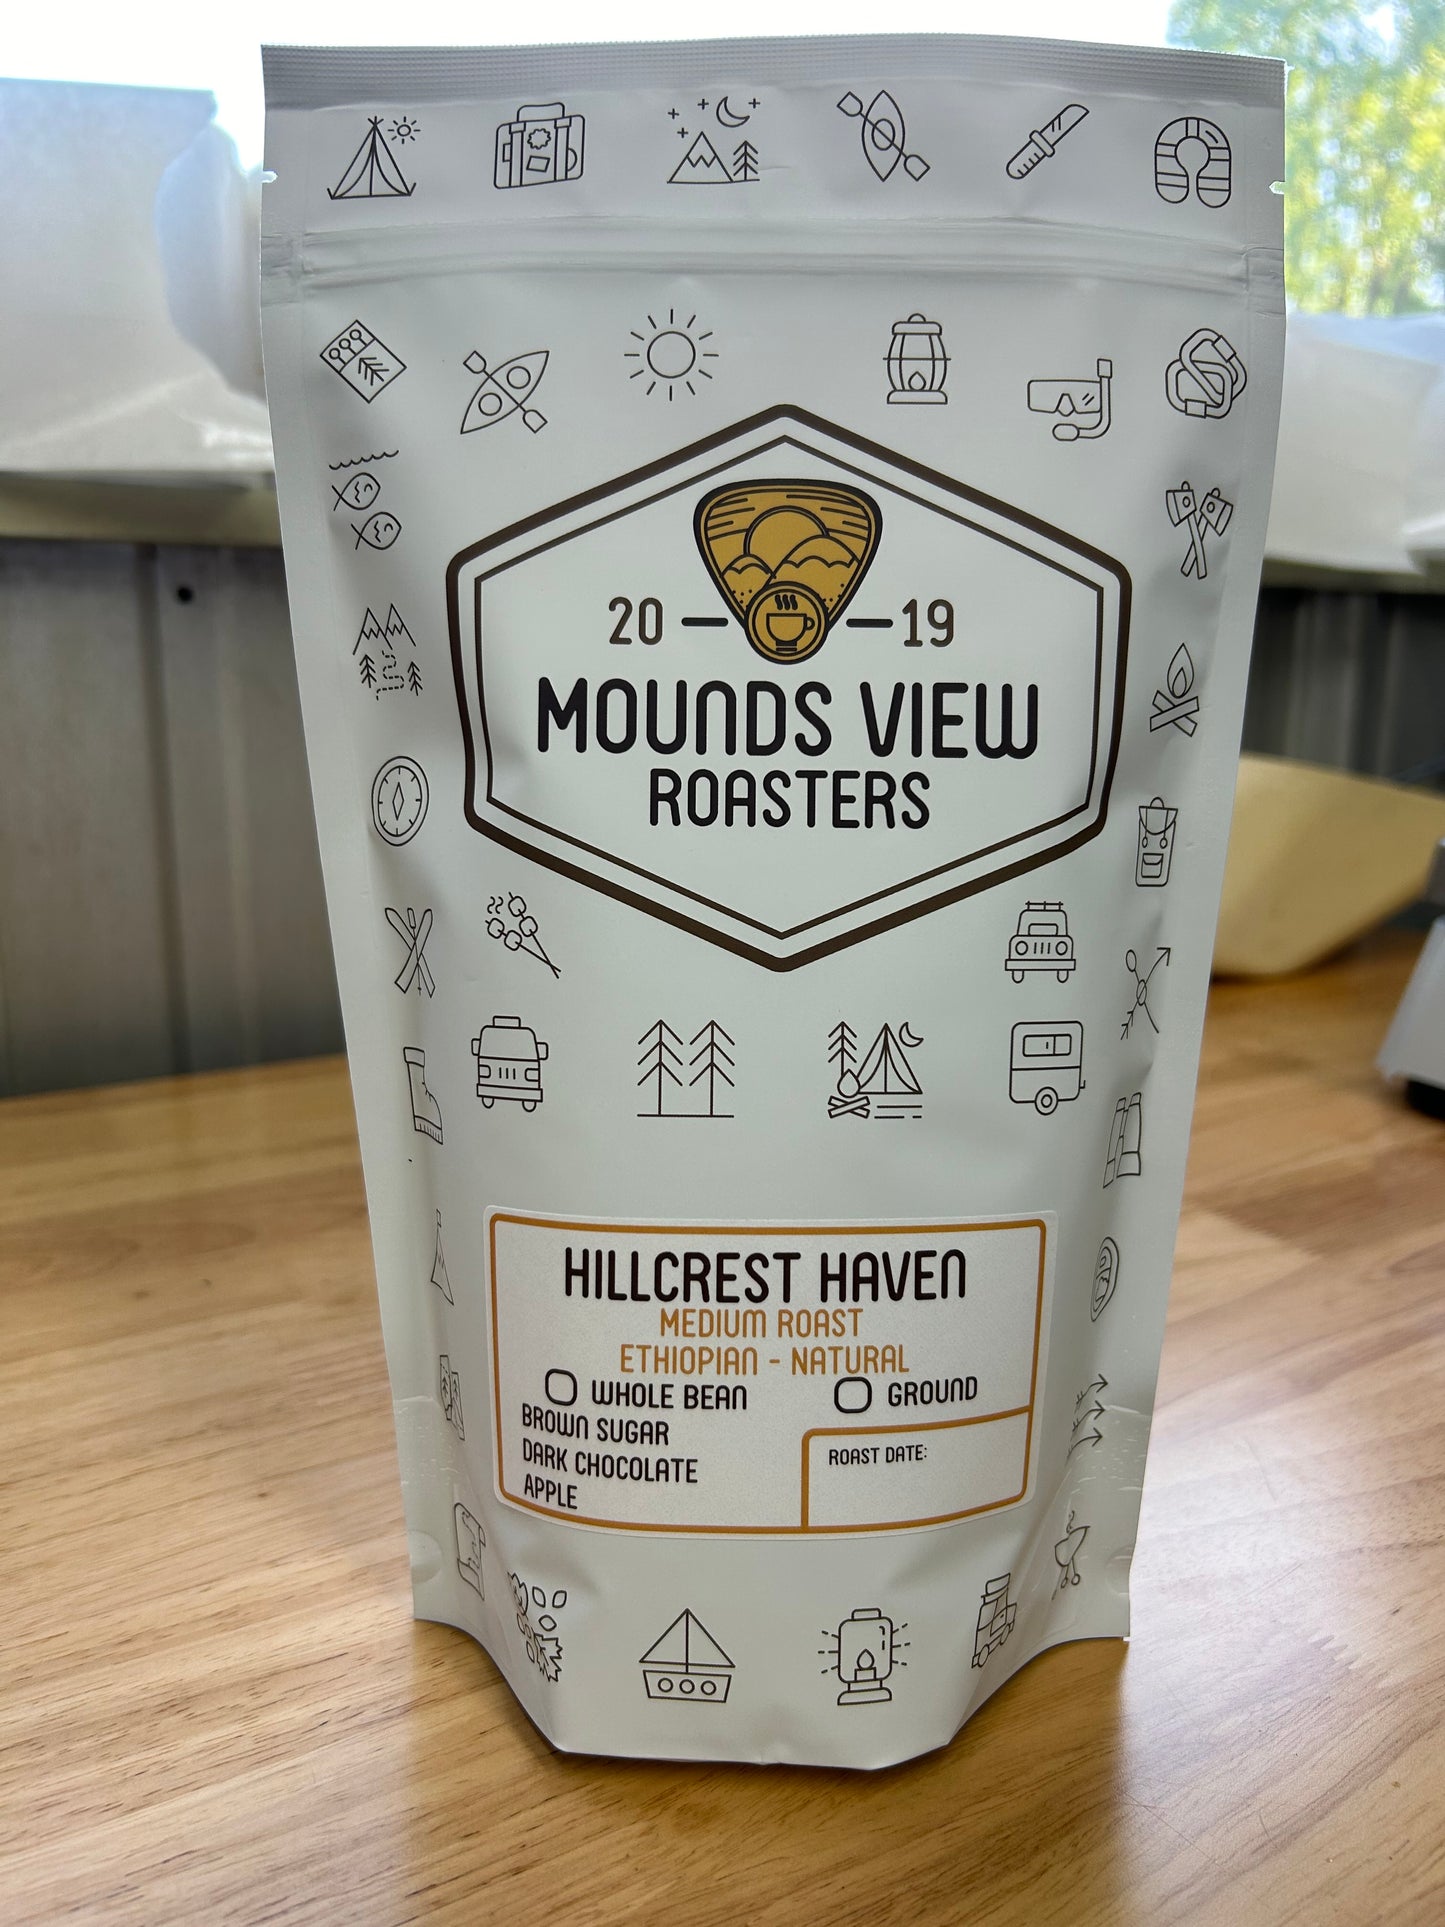 20 19
MOUNDS VIEW
ROASTERS
HILLCREST HAVEN
MEDIUM ROAST
ETHIOPIAN - NATURAL
WHOLE BEAN
GROUND
BROWN SUGAR
DARK CHOCOLATE
APPLE
ROAST DATE: